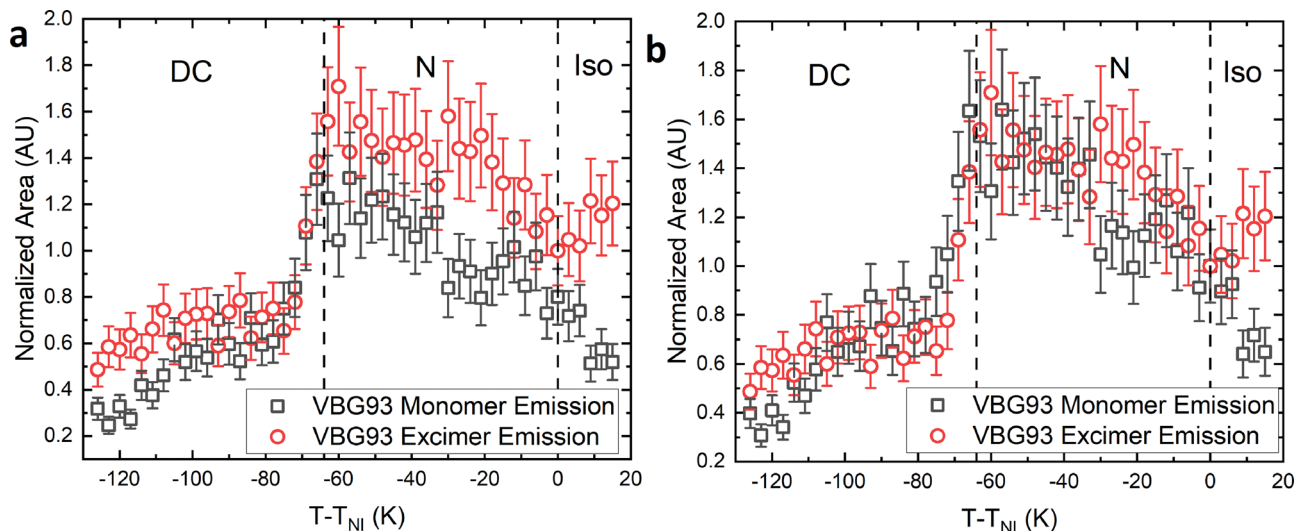 a
Normalized Area (AU)
2.0
1.8
1.6
1.4
1.2
1.0
0.8
0.6
0.4
0.2
DC
N
Iso
VBG93 Monomer Emission
VBG93 Excimer Emission
-120 -100 -80 -60 -40 -20 0 20
T-T_NI (K)
b
Normalized Area (AU)
2.0
1.8
1.6
1.4
1.2
1.0
0.8
0.6
0.4
0.2
DC
N
Iso
VBG93 Monomer Emission
VBG93 Excimer Emission
-120 -100 -80 -60 -40 -20 0 20
T-T_NI (K)